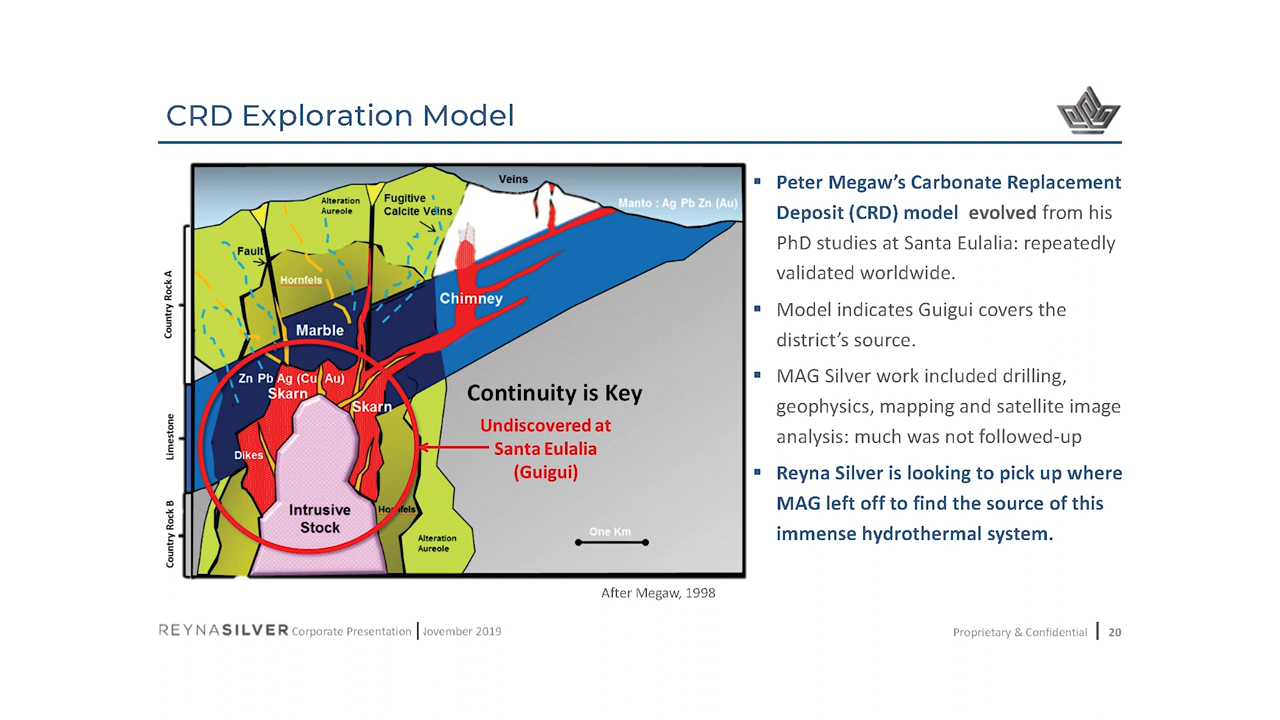 CRD Exploration Model
Veins
Alteration
Aureole
Fugitive
Calcite Veins
Manto : Ag Pb Zn (Au)
Fault
Hornfels
Chimney
Marble
Zn Pb Ag (Cu Au)
Skarn
Skarn
Dikes
Intrusive
Stock
Hornfels
Alteration
Aureole
Country Rock A
Limestone
Country Rock B
Continuity is Key
Undiscovered at
Santa Eulalia
(Guigui)
One Km
After Megaw, 1998
▪ Peter Megaw’s Carbonate Replacement
Deposit (CRD) model evolved from his
PhD studies at Santa Eulalia: repeatedly
validated worldwide.
▪ Model indicates Guigui covers the
district’s source.
▪ MAG Silver work included drilling,
geophysics, mapping and satellite image
analysis: much was not followed-up
▪ Reyna Silver is looking to pick up where
MAG left off to find the source of this
immense hydrothermal system.
REYNASILVER Corporate Presentation | November 2019
Proprietary & Confidential | 20